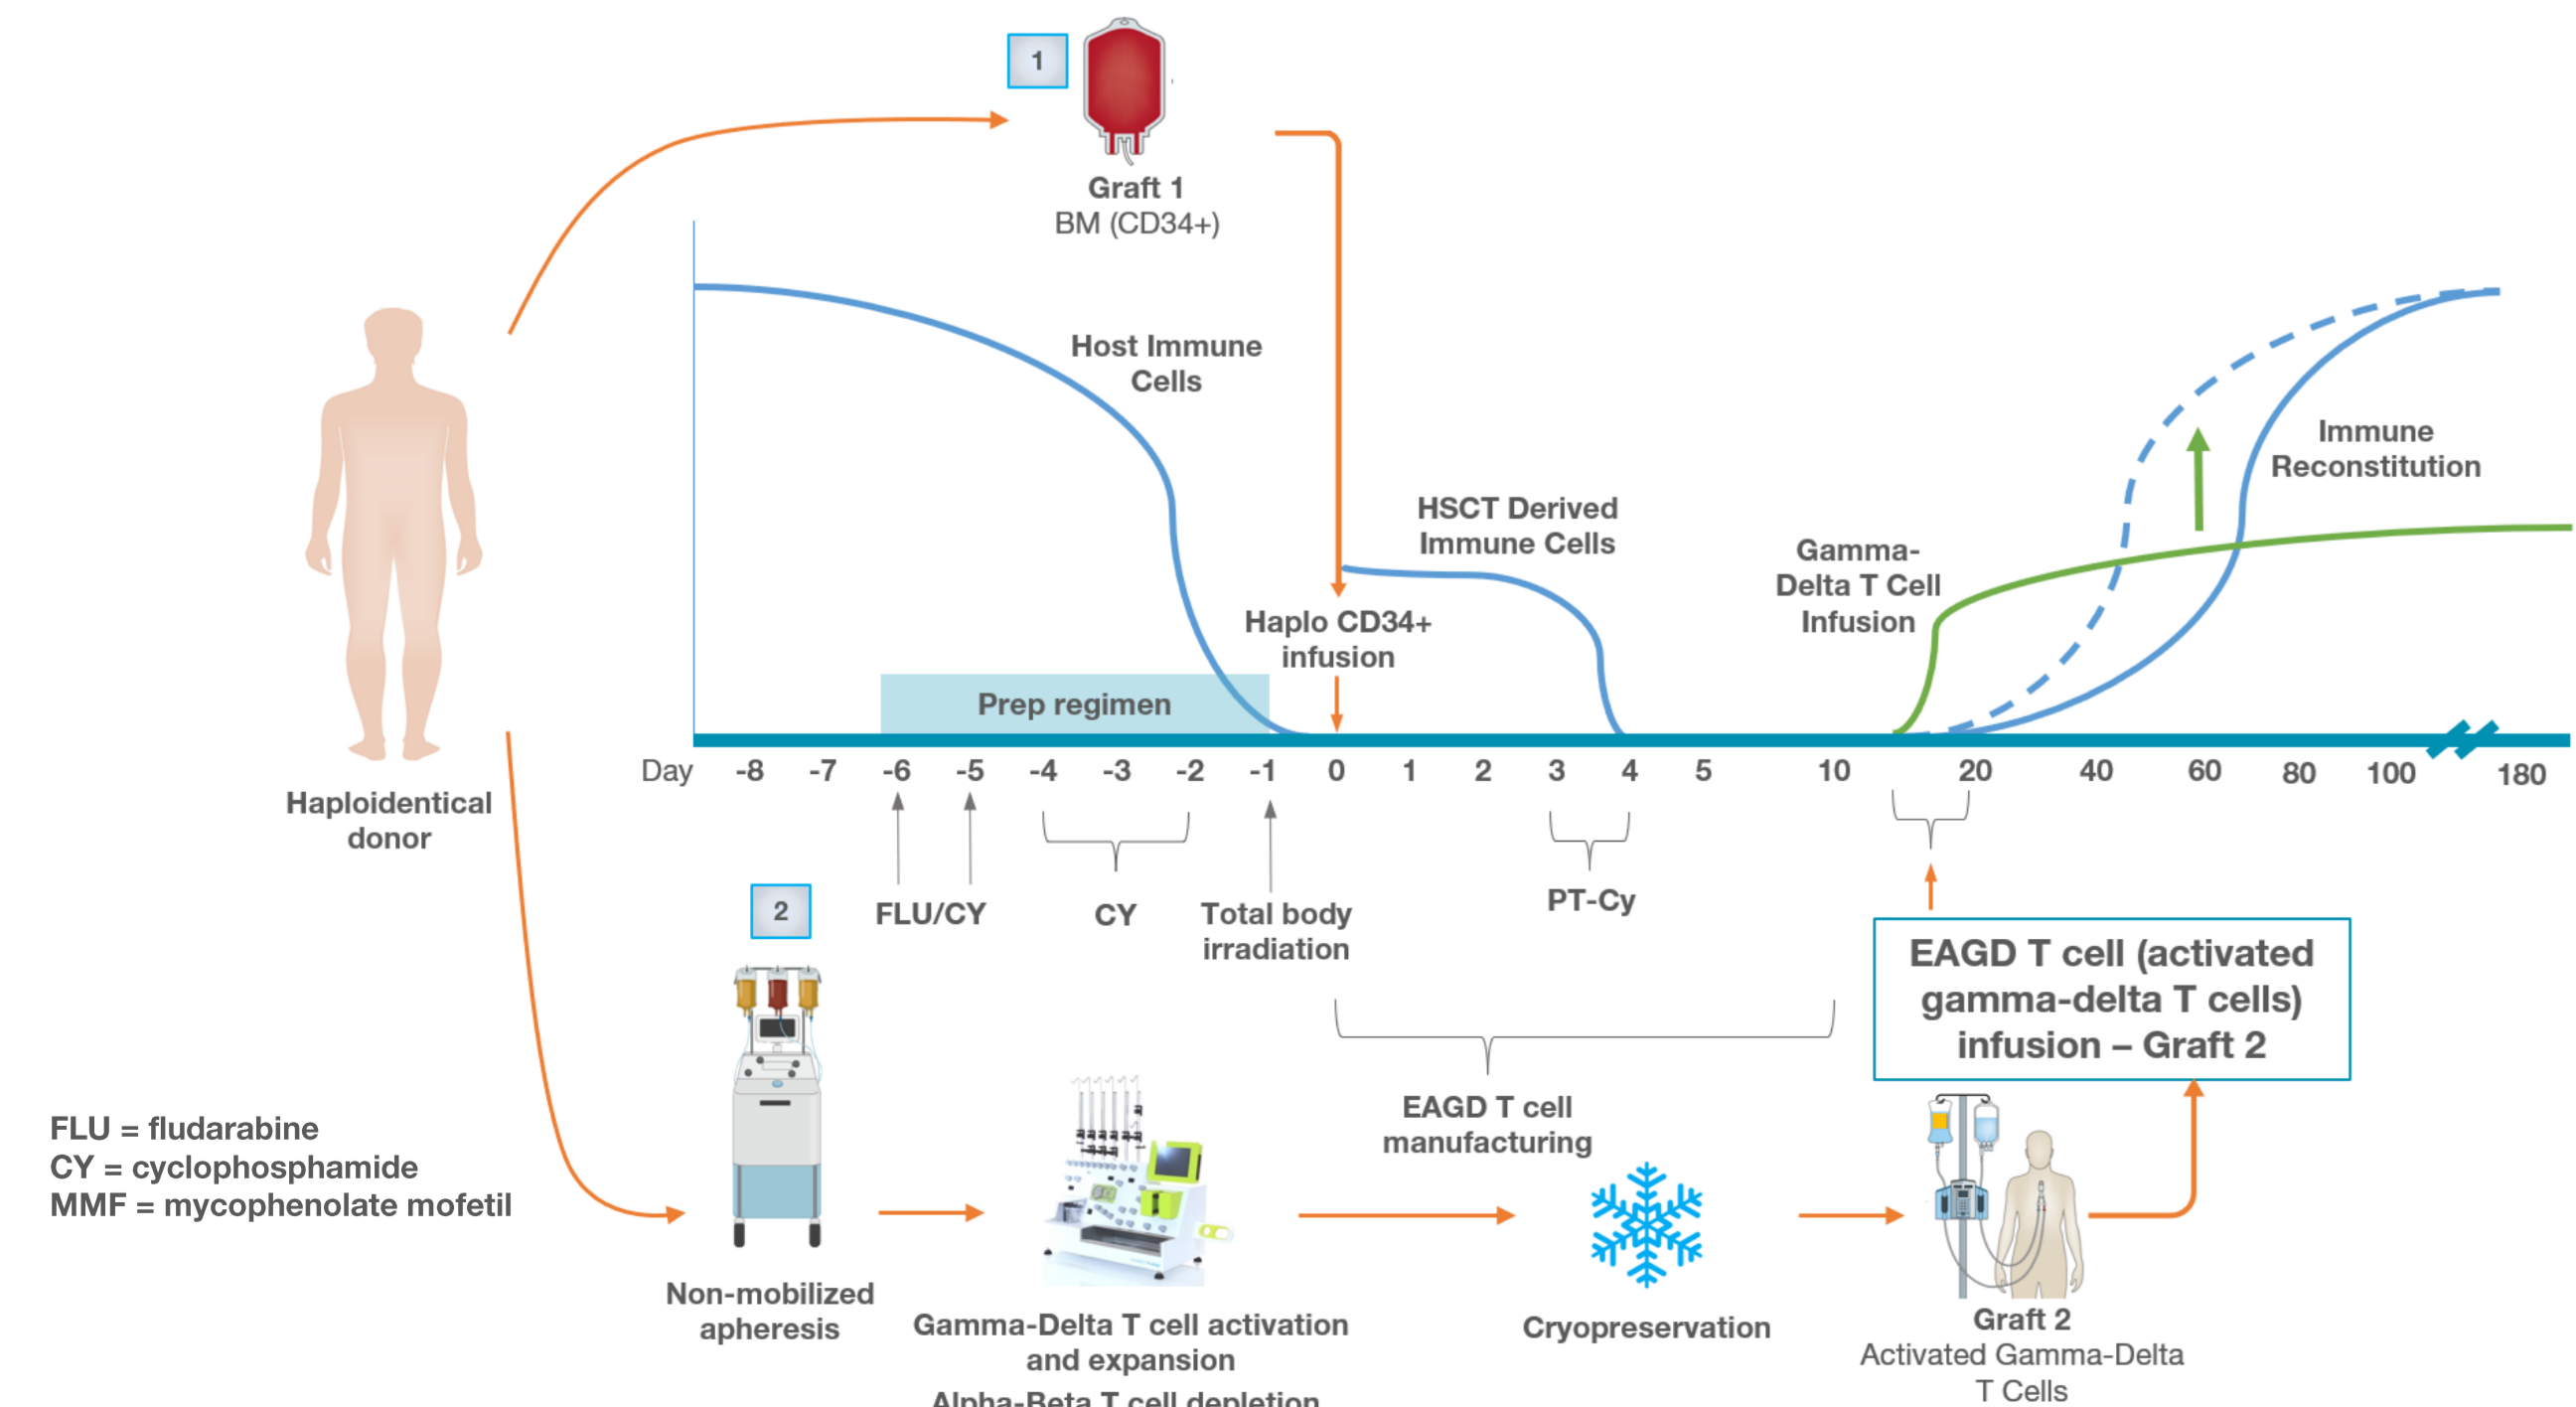 1
Graft 1
BM (CD34+)
Host Immune
Cells
HSCT Derived
Immune Cells
Immune
Reconstitution
Gamma-
Delta T Cell
Infusion
Haplo CD34+
infusion
Prep regimen
Day -8 -7 -6 -5 -4 -3 -2 -1 0 1 2 3 4 5 10 20 40 60 80 100 180
Haploidentical
donor
FLU/CY
CY
Total body
irradiation
PT-Cy
2
EAGD T cell (activated
gamma-delta T cells)
infusion – Graft 2
EAGD T cell
manufacturing
FLU = fludarabine
CY = cyclophosphamide
MMF = mycophenolate mofetil
Non-mobilized
apheresis
Gamma-Delta T cell activation
and expansion
Alpha-Beta T cell depletion
Cryopreservation
Graft 2
Activated Gamma-Delta
T Cells